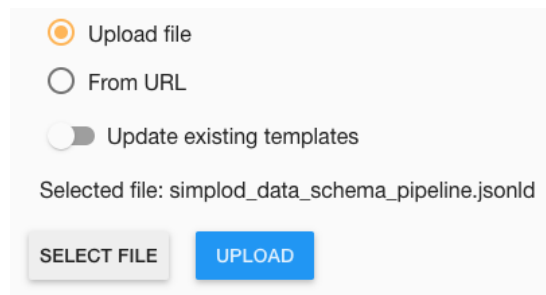 Upload file
From URL
Update existing templates
Selected file: simplod_data_schema_pipeline.jsonld
SELECT FILE UPLOAD